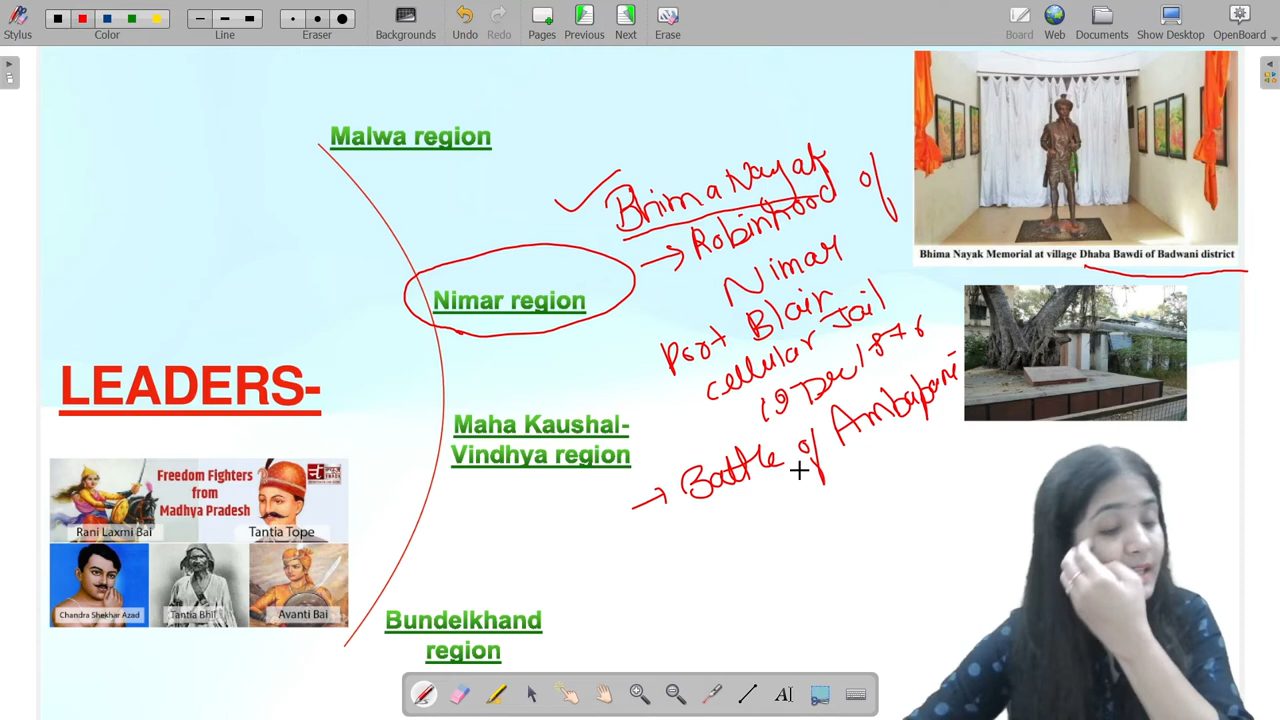 Stylus
Color
Line
Eraser
Backgrounds
Undo
Redo
Pages
Previous
Next
Erase
Board
Web
Documents
Show Desktop
OpenBoard
Malwa region
Nimar region
Maha Kaushal-
Vindhya region
Bundelkhand
region
LEADERS-
Freedom Fighters
from
Madhya Pradesh
Rani Laxmi Bai
Tantia Tope
Chandra Shekhar Azad
Tantia Bhil
Avanti Bai
Bhima Nayak
→ Robinhood of
Nimar
Port Blair
Cellular Jail
19 Dec 1876
→ Battle of Ambapani
Bhima Nayak Memorial at village Dhaba Bawdi of Badwani district